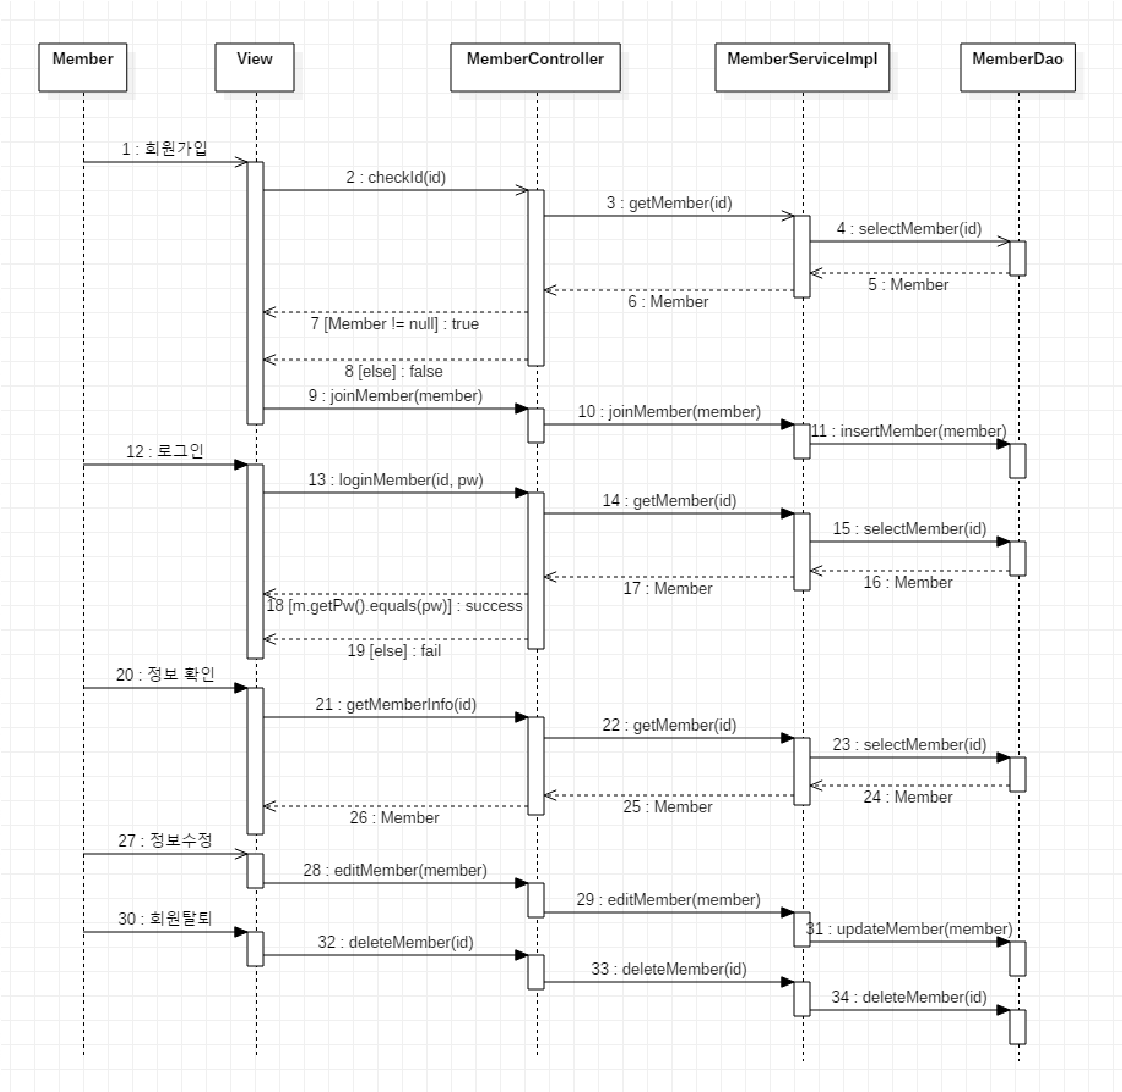 Member
View
MemberController
MemberServiceImpl
MemberDao
1 : 회원가입
2 : checkId(id)
3 : getMember(id)
4 : selectMember(id)
5 : Member
6 : Member
7 [Member != null] : true
8 [else] : false
9 : joinMember(member)
10 : joinMember(member)
11 : insertMember(member)
12 : 로그인
13 : loginMember(id, pw)
14 : getMember(id)
15 : selectMember(id)
16 : Member
17 : Member
18 [m.getPw().equals(pw)] : success
19 [else] : fail
20 : 정보 확인
21 : getMemberInfo(id)
22 : getMember(id)
23 : selectMember(id)
24 : Member
25 : Member
26 : Member
27 : 정보수정
28 : editMember(member)
29 : editMember(member)
30 : 회원탈퇴
31 : updateMember(member)
32 : deleteMember(id)
33 : deleteMember(id)
34 : deleteMember(id)